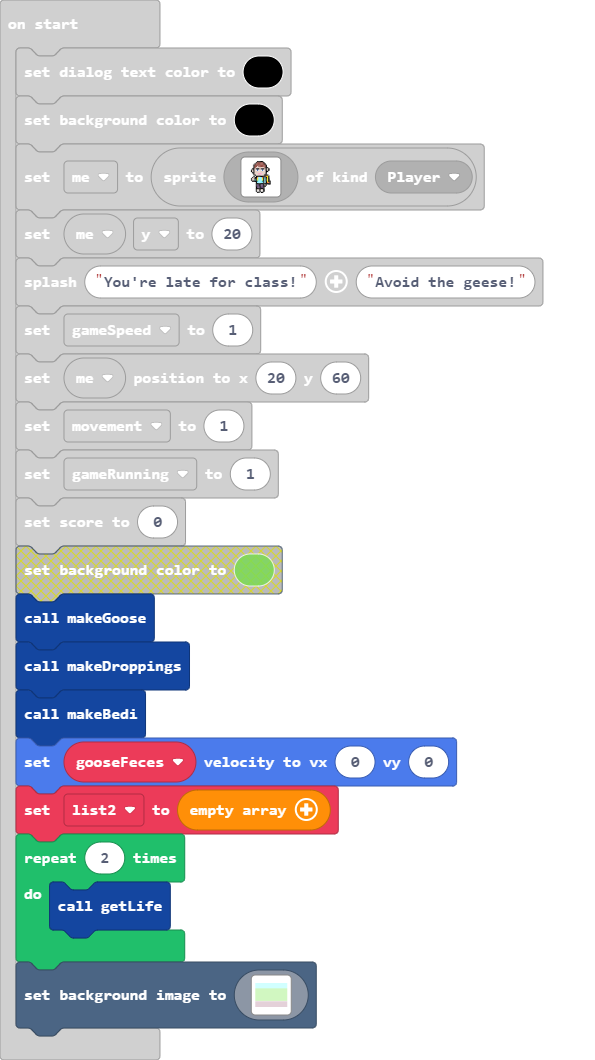 on start
set dialog text color to
set background color to
set me to sprite of kind Player
set me y to 20
splash "You're late for class!" "Avoid the geese!"
set gameSpeed to 1
set me position to x 20 y 60
set movement to 1
set gameRunning to 1
set score to 0
set background color to
call makeGoose
call makeDroppings
call makeBedi
set gooseFeces velocity to vx 0 vy 0
set list2 to empty array
repeat 2 times
do
call getLife
set background image to